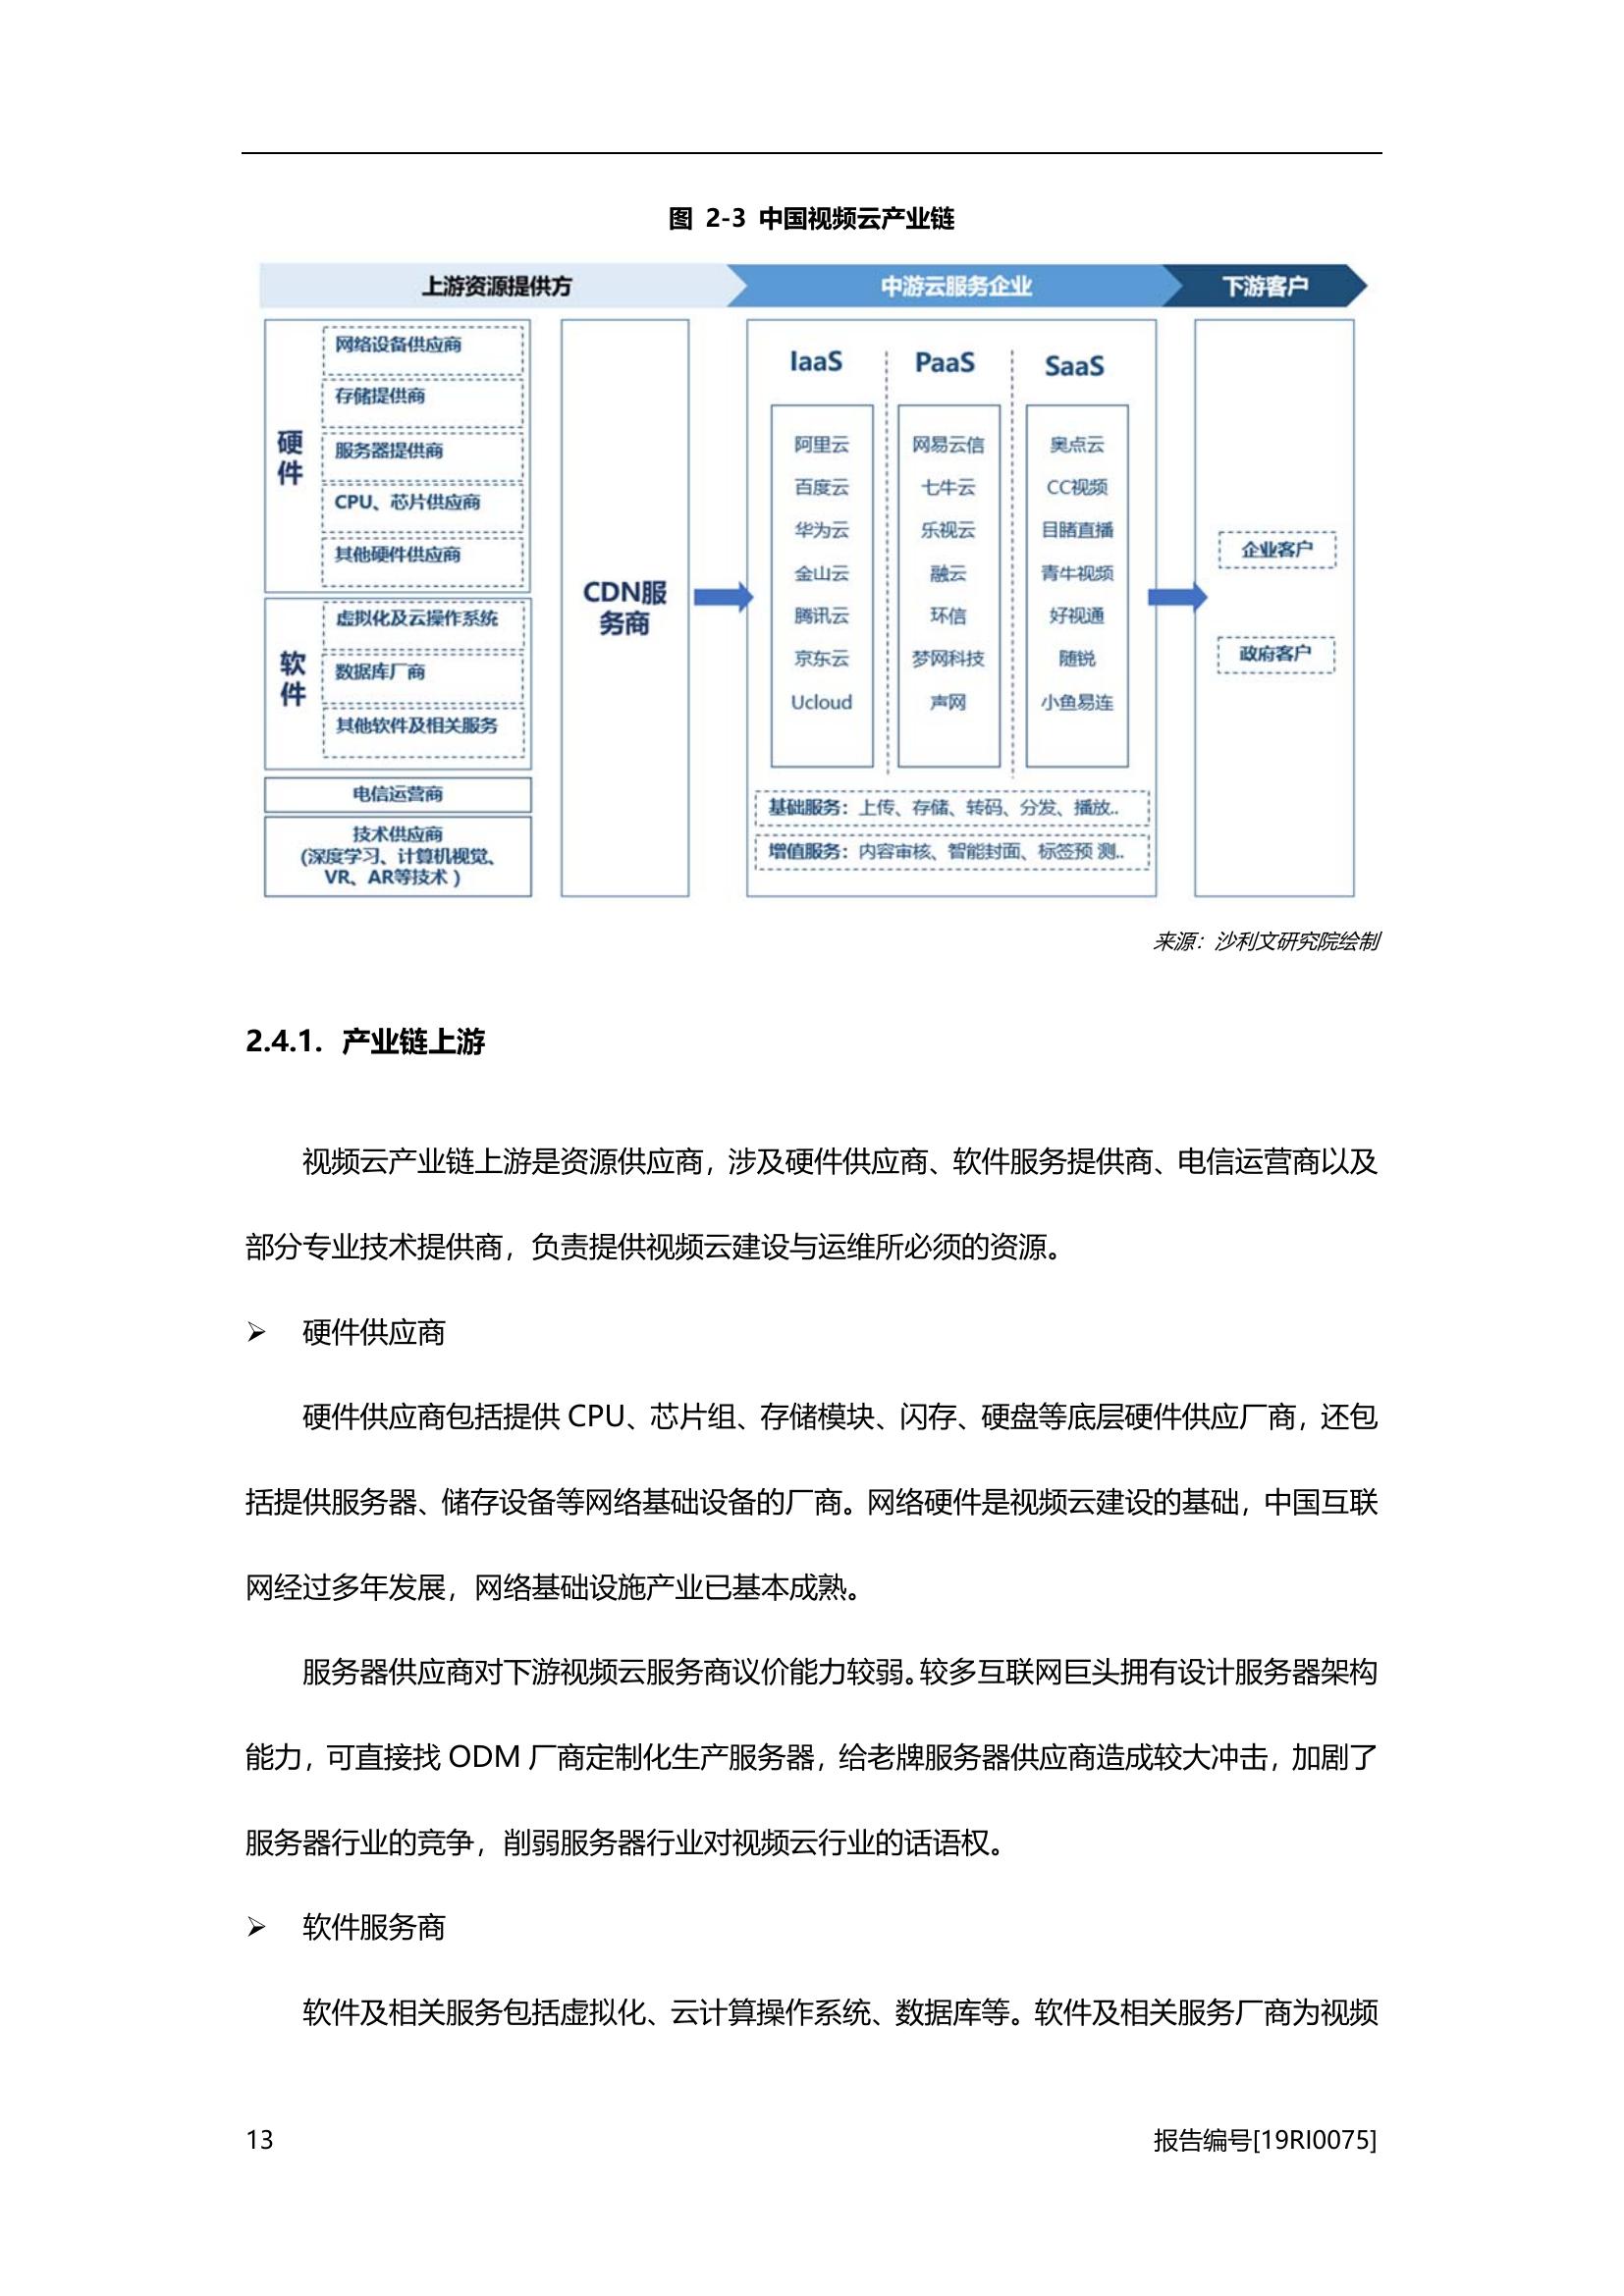 图 2-3 中国视频云产业链
上游资源提供方
中游云服务企业
下游客户
硬件
网络设备供应商
存储提供商
服务器提供商
CPU、芯片供应商
其他硬件供应商
软件
虚拟化及云操作系统
数据库厂商
其他软件及相关服务
电信运营商
技术供应商
(深度学习、计算机视觉、
VR、AR等技术 )
CDN服
务商
IaaS
阿里云
百度云
华为云
金山云
腾讯云
京东云
Ucloud
PaaS
网易云信
七牛云
乐视云
融云
环信
梦网科技
声网
SaaS
奥点云
CC视频
目睹直播
青牛视频
好视通
随锐
小鱼易连
基础服务：上传、存储、转码、分发、播放..
增值服务：内容审核、智能封面、标签预 测..
企业客户
政府客户
来源：沙利文研究院绘制
2.4.1. 产业链上游
视频云产业链上游是资源供应商，涉及硬件供应商、软件服务提供商、电信运营商以及
部分专业技术提供商，负责提供视频云建设与运维所必须的资源。
➢ 硬件供应商
硬件供应商包括提供 CPU、芯片组、存储模块、闪存、硬盘等底层硬件供应厂商，还包
括提供服务器、储存设备等网络基础设备的厂商。网络硬件是视频云建设的基础，中国互联
网经过多年发展，网络基础设施产业已基本成熟。
服务器供应商对下游视频云服务商议价能力较弱。较多互联网巨头拥有设计服务器架构
能力，可直接找 ODM 厂商定制化生产服务器，给老牌服务器供应商造成较大冲击，加剧了
服务器行业的竞争，削弱服务器行业对视频云行业的话语权。
➢ 软件服务商
软件及相关服务包括虚拟化、云计算操作系统、数据库等。软件及相关服务厂商为视频
13
报告编号[19RI0075]